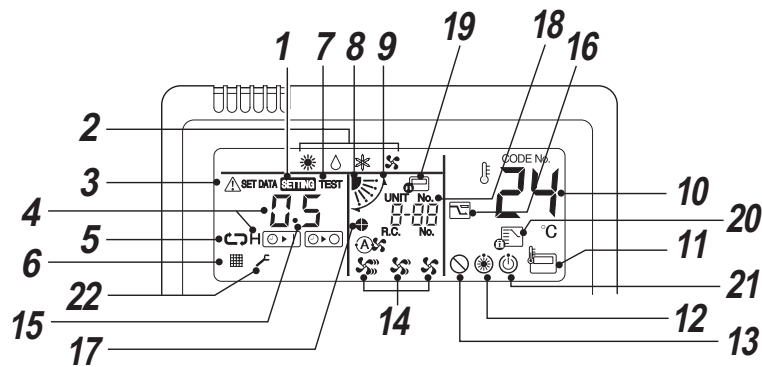 1 7 8 9 19 18 16
2
CODE No.
3 SET DATA SETTING TEST UNIT No. 24 10
4 0.5 8-88 20
R.C. No. °C
5 H 11
A
6
22 21
15 14 12
17 13